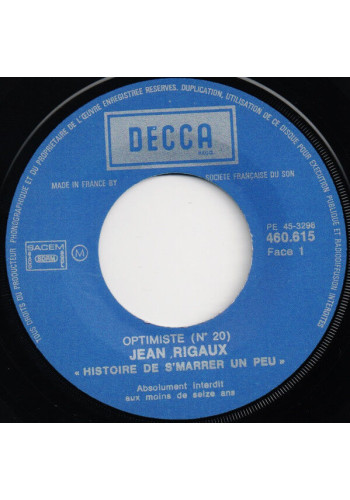 TOUS DROITS DU PRODUCTEUR PHONOGRAPHIQUE ET DU PROPRIETAIRE DE L'ŒUVRE ENREGISTREE RESERVES. DUPLICATION, UTILISATION DE CE DISQUE POUR EXECUTION PUBLIQUE ET RADIODIFFUSION INTERDITES
DECCA
MADE IN FRANCE BY
SOCIETE FRANÇAISE DU SON
PE 45-3296
460.615
Face 1
SACEM
M
OPTIMISTE (N° 20)
JEAN RIGAUX
« HISTOIRE DE S'MARRER UN PEU »
Absolument interdit
aux moins de seize ans